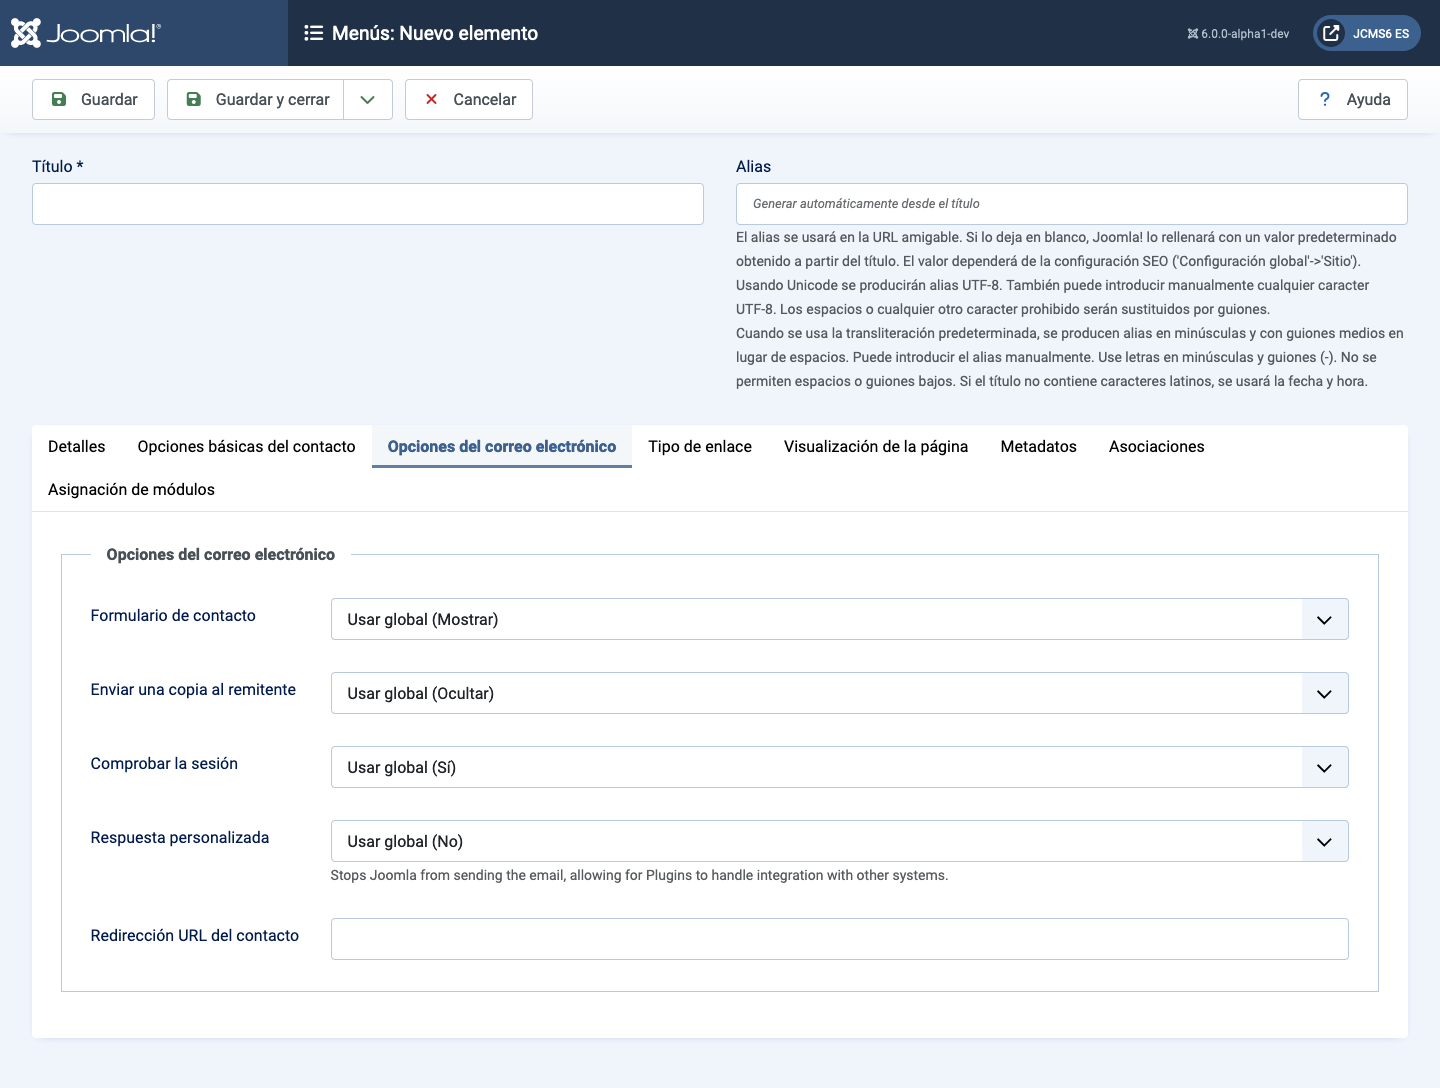 Joomla!
Menús: Nuevo elemento
6.0.0-alpha1-dev
JCMS6 ES
Guardar
Guardar y cerrar
Cancelar
? Ayuda
Título *
Alias
Generar automáticamente desde el título
El alias se usará en la URL amigable. Si lo deja en blanco, Joomla! lo rellenará con un valor predeterminado
obtenido a partir del título. El valor dependerá de la configuración SEO ('Configuración global'->'Sitio').
Usando Unicode se producirán alias UTF-8. También puede introducir manualmente cualquier caracter
UTF-8. Los espacios o cualquier otro caracter prohibido serán sustituidos por guiones.
Cuando se usa la transliteración predeterminada, se producen alias en minúsculas y con guiones medios en
lugar de espacios. Puede introducir el alias manualmente. Use letras en minúsculas y guiones (-). No se
permiten espacios o guiones bajos. Si el título no contiene caracteres latinos, se usará la fecha y hora.
Detalles
Opciones básicas del contacto
Opciones del correo electrónico
Tipo de enlace
Visualización de la página
Metadatos
Asociaciones
Asignación de módulos
Opciones del correo electrónico
Formulario de contacto
Usar global (Mostrar)
Enviar una copia al remitente
Usar global (Ocultar)
Comprobar la sesión
Usar global (Sí)
Respuesta personalizada
Usar global (No)
Stops Joomla from sending the email, allowing for Plugins to handle integration with other systems.
Redirección URL del contacto